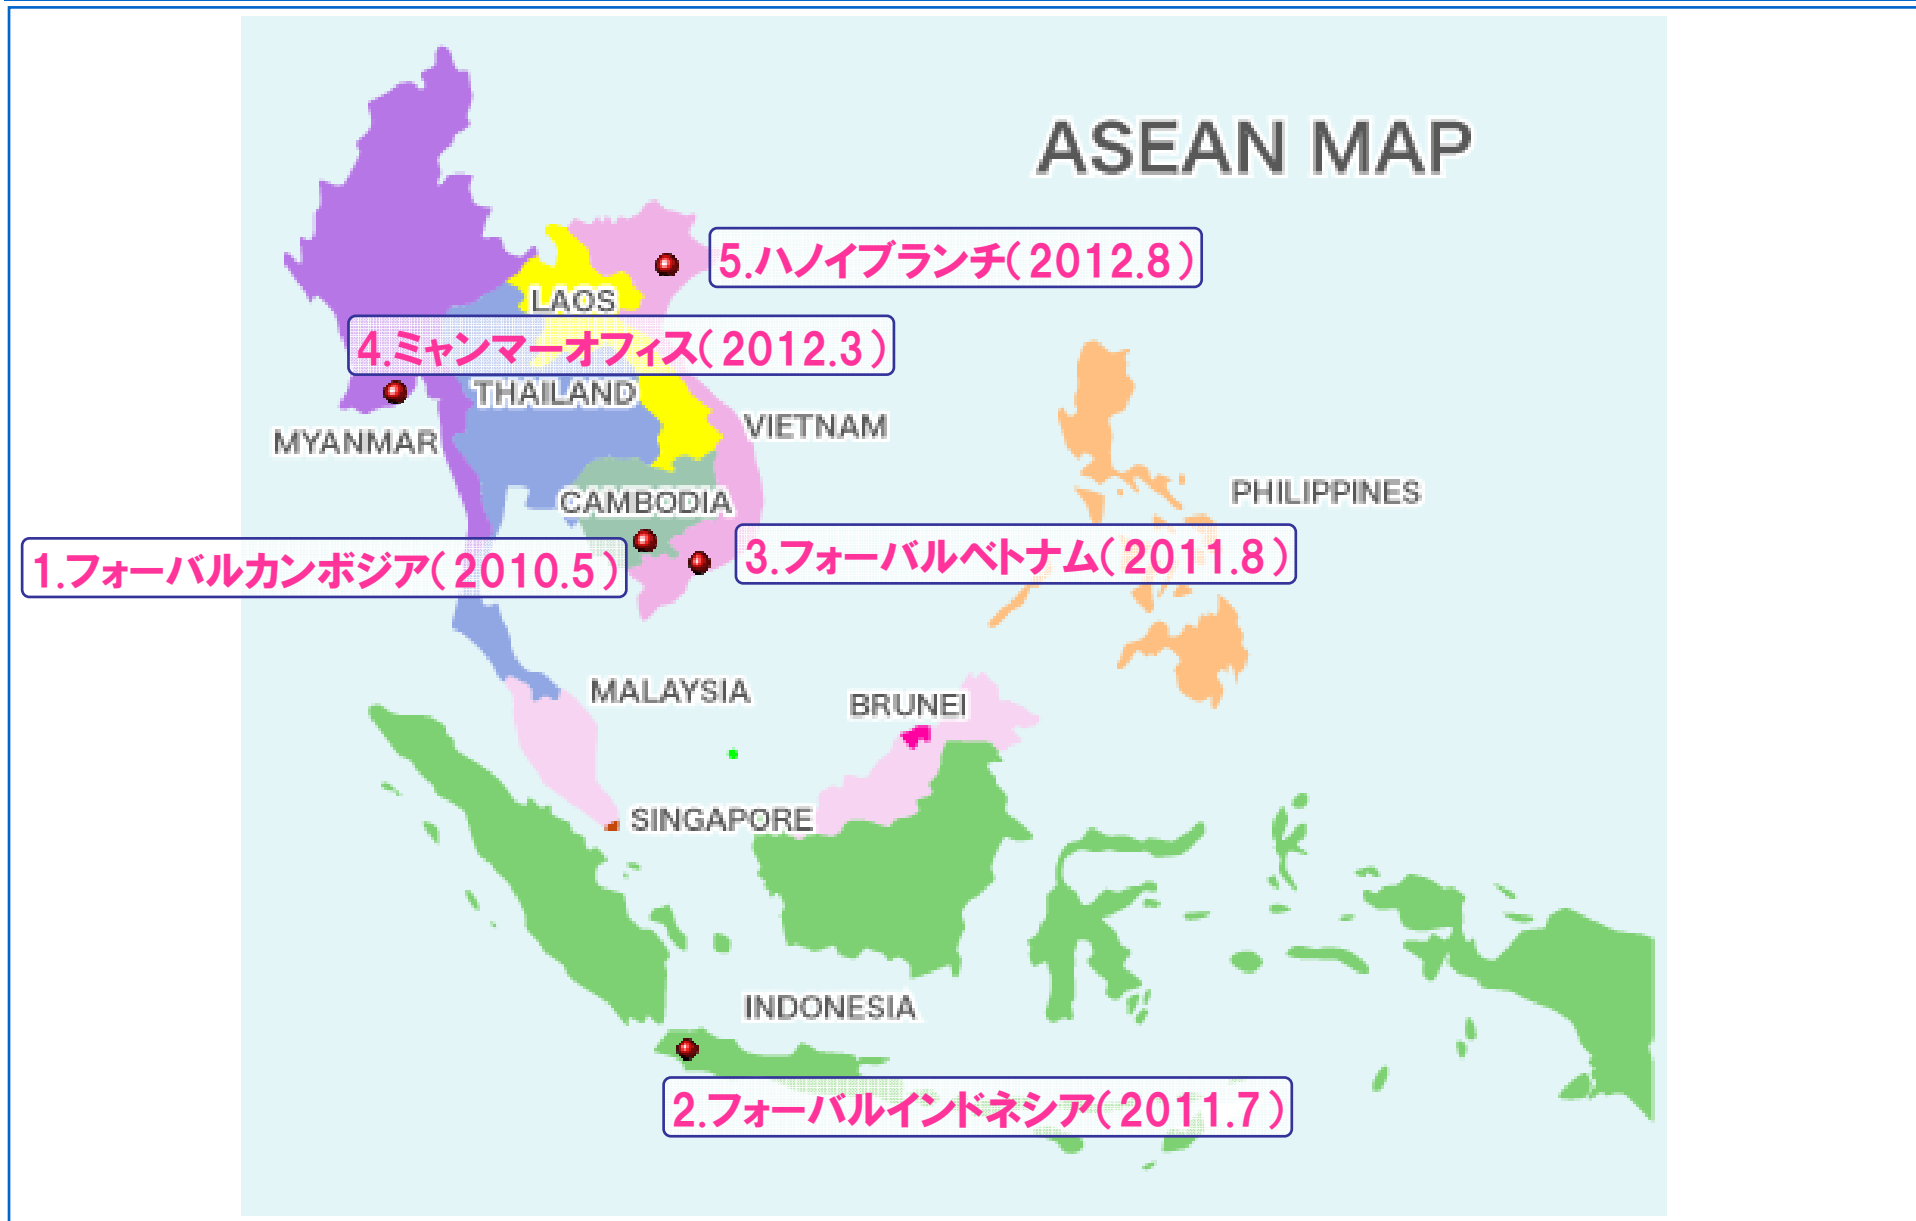 ASEAN MAP
5.ハノイブランチ(2012.8)
LAOS
4.ミャンマーオフィス(2012.3)
THAILAND
VIETNAM
MYANMAR
PHILIPPINES
CAMBODIA
3.フォーバルベトナム(2011.8)
1.フォーバルカンボジア(2010.5)
MALAYSIA
BRUNEI
SINGAPORE
INDONESIA
2.フォーバルインドネシア(2011.7)